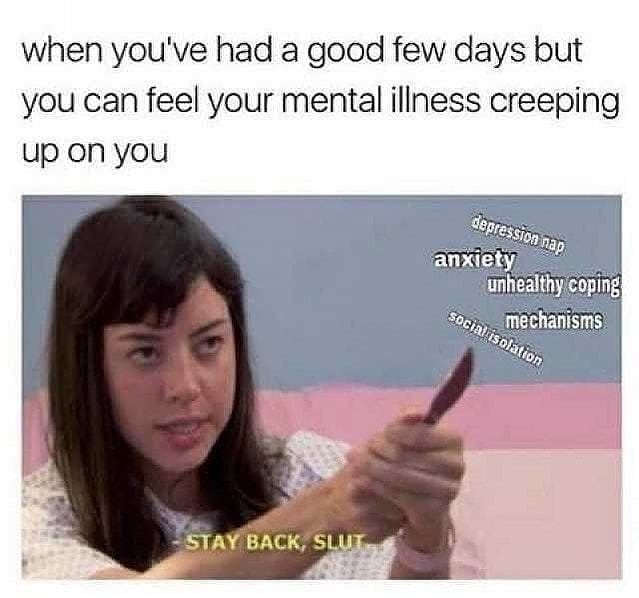 when you've had a good few days but
you can feel your mental illness creeping
up on you
depression nap
anxiety
unhealthy coping
mechanisms
social isolation
- STAY BACK, SLUT.